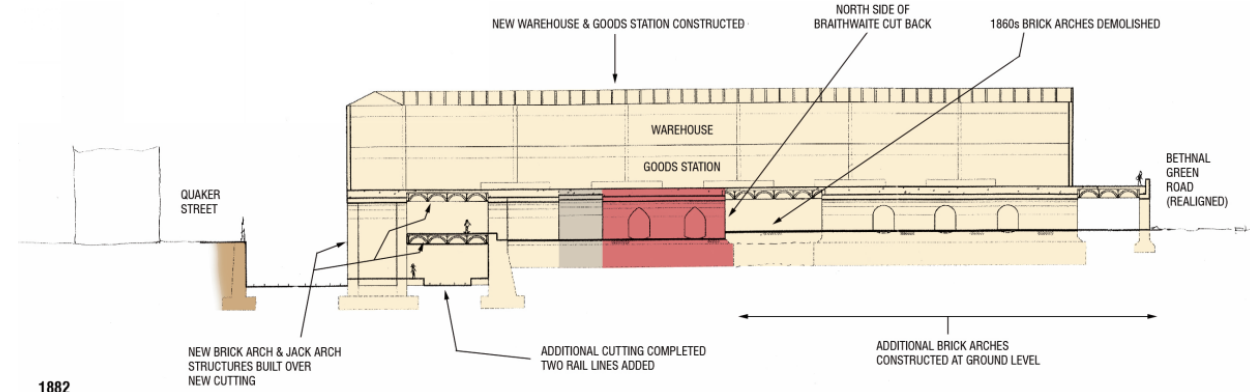 NEW WAREHOUSE & GOODS STATION CONSTRUCTED
NORTH SIDE OF
BRAITHWAITE CUT BACK
1860s BRICK ARCHES DEMOLISHED
WAREHOUSE
GOODS STATION
QUAKER
STREET
BETHNAL
GREEN
ROAD
(REALIGNED)
NEW BRICK ARCH & JACK ARCH
STRUCTURES BUILT OVER
NEW CUTTING
ADDITIONAL CUTTING COMPLETED
TWO RAIL LINES ADDED
ADDITIONAL BRICK ARCHES
CONSTRUCTED AT GROUND LEVEL
1882